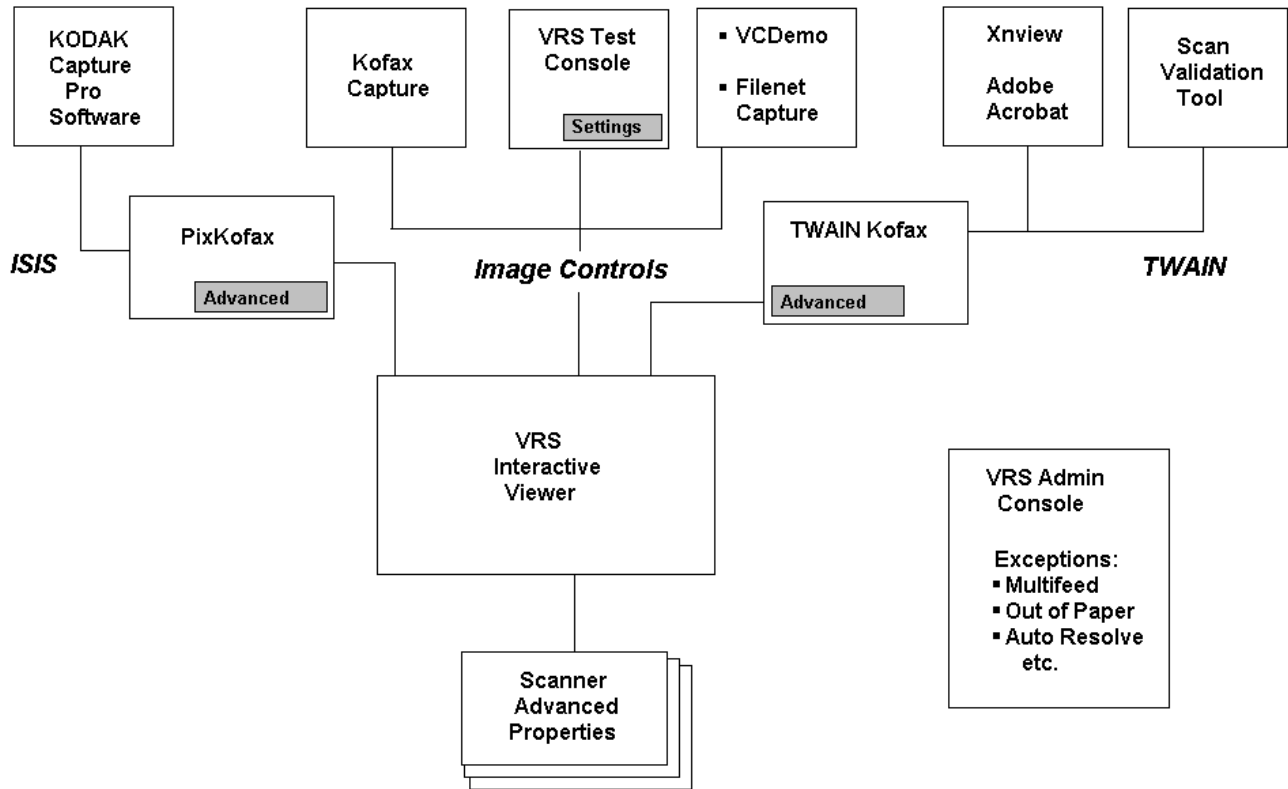 KODAK
Capture
Pro
Software
Kofax
Capture
VRS Test
Console
Settings
▪ VCDemo
▪ Filenet
Capture
Xnview
Adobe
Acrobat
Scan
Validation
Tool
ISIS
PixKofax
Advanced
Image Controls
TWAIN Kofax
Advanced
TWAIN
VRS
Interactive
Viewer
VRS Admin
Console
Exceptions:
▪ Multifeed
▪ Out of Paper
▪ Auto Resolve
etc.
Scanner
Advanced
Properties